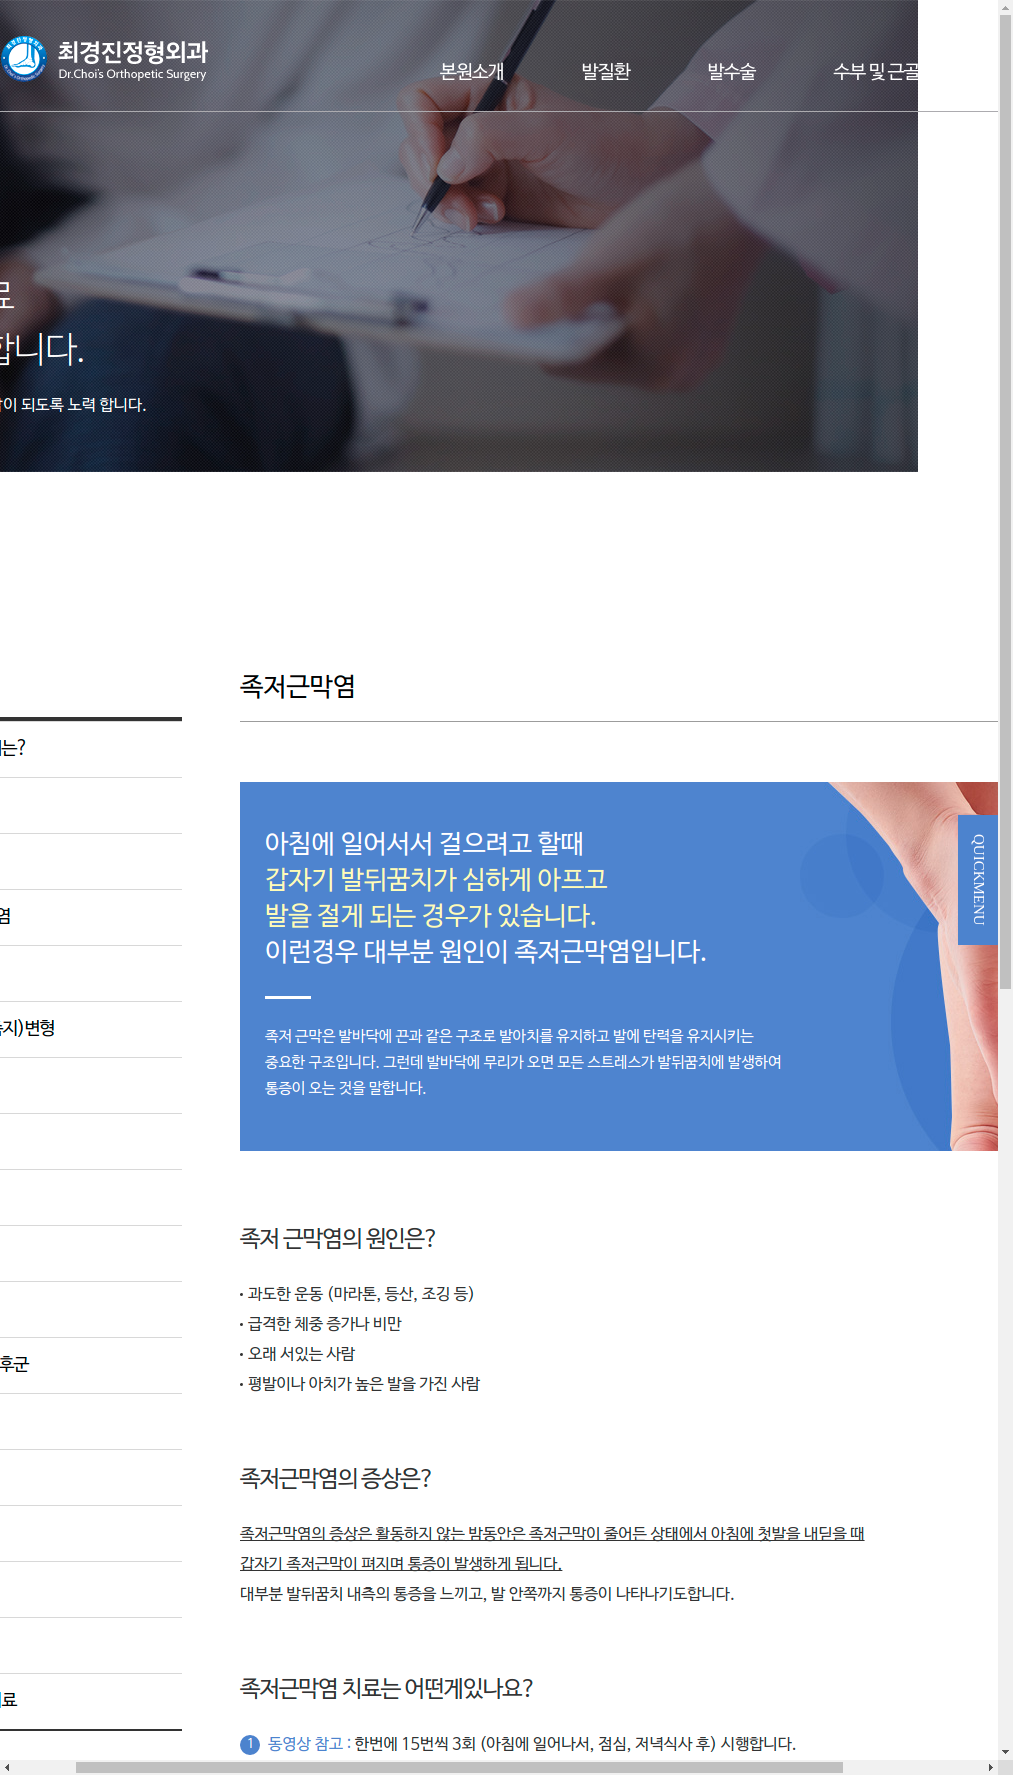 최경진정형외과
Dr.Choi's Orthopetic Surgery
본원소개
발질환
발수술
수부 및 근골
합니다.
이 되도록 노력 합니다.
족저근막염
는?
염
지)변형
후군
료
아침에 일어서서 걸으려고 할때
갑자기 발뒤꿈치가 심하게 아프고
발을 절게 되는 경우가 있습니다.
이런경우 대부분 원인이 족저근막염입니다.
족저 근막은 발바닥에 끈과 같은 구조로 발아치를 유지하고 발에 탄력을 유지시키는
중요한 구조입니다. 그런데 발바닥에 무리가 오면 모든 스트레스가 발뒤꿈치에 발생하여
통증이 오는 것을 말합니다.
QUICKMENU
족저 근막염의 원인은?
• 과도한 운동 (마라톤, 등산, 조깅 등)
• 급격한 체중 증가나 비만
• 오래 서있는 사람
• 평발이나 아치가 높은 발을 가진 사람
족저근막염의 증상은?
족저근막염의 증상은 활동하지 않는 밤동안은 족저근막이 줄어든 상태에서 아침에 첫발을 내딛을 때
갑자기 족저근막이 펴지며 통증이 발생하게 됩니다.
대부분 발뒤꿈치 내측의 통증을 느끼고, 발 안쪽까지 통증이 나타나기도합니다.
족저근막염 치료는 어떤게있나요?
1 동영상 참고 : 한번에 15번씩 3회 (아침에 일어나서, 점심, 저녁식사 후) 시행합니다.